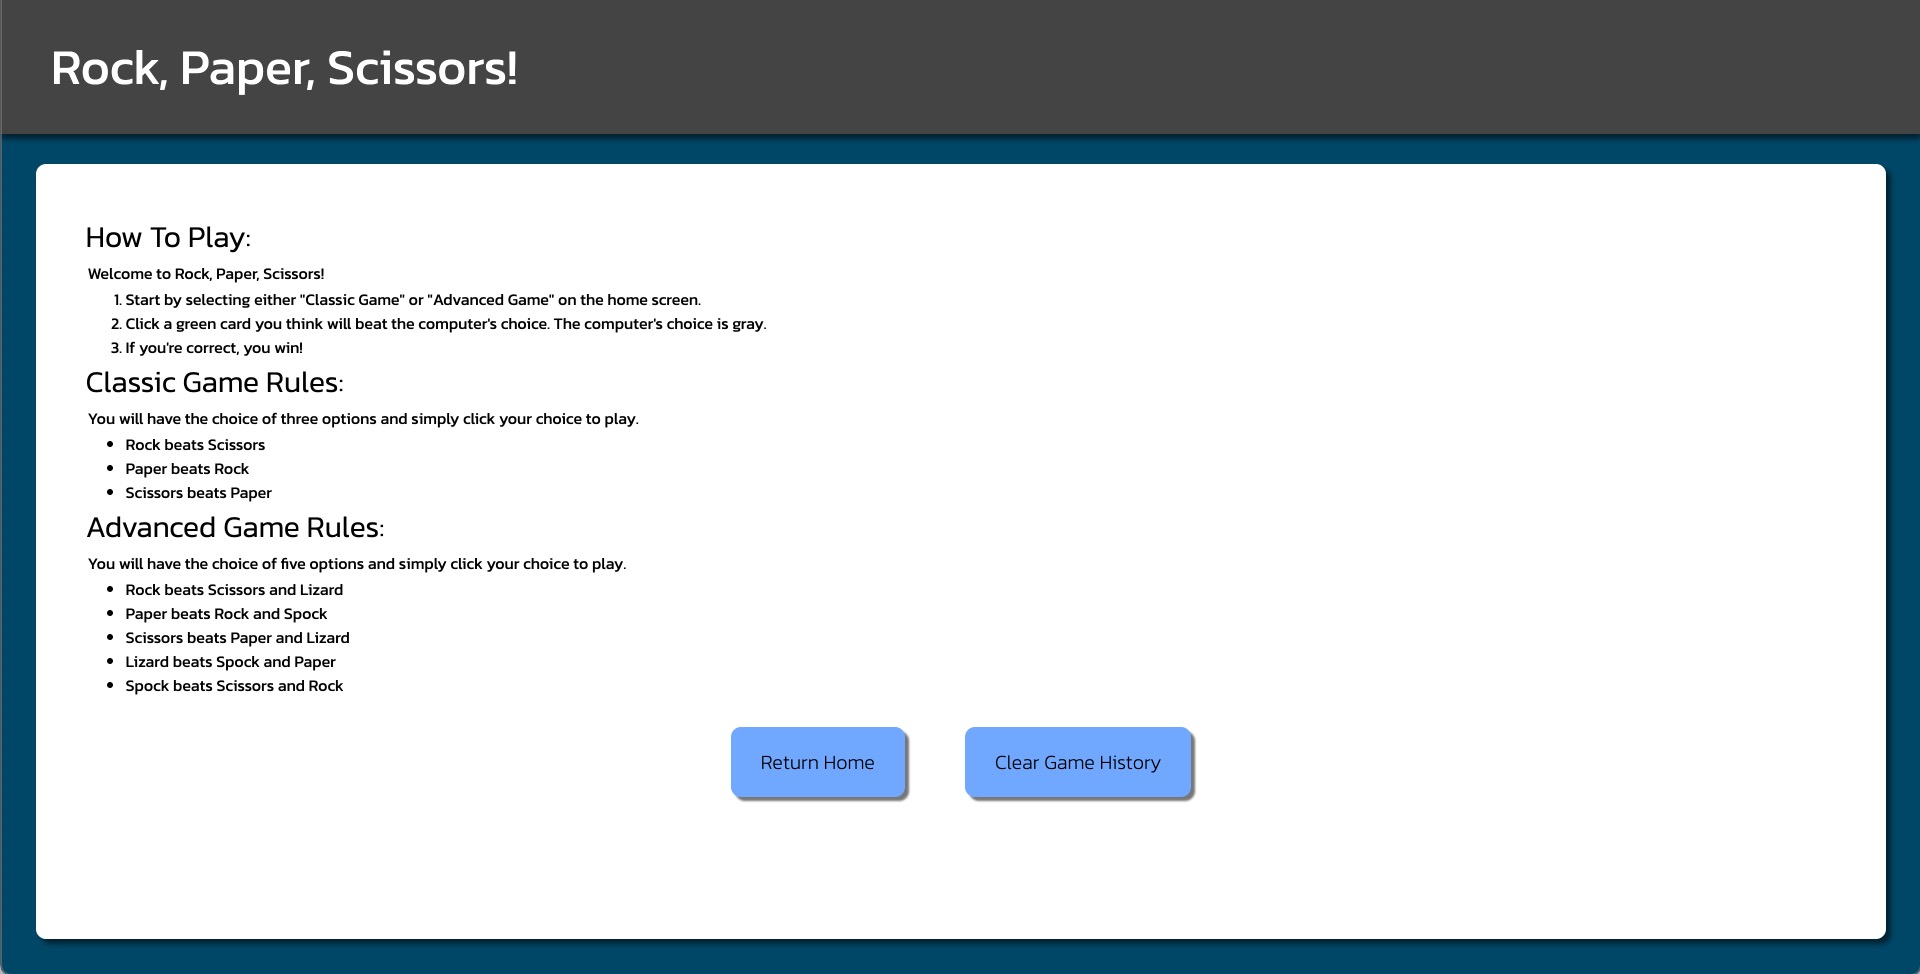 Rock, Paper, Scissors!
How To Play:
Welcome to Rock, Paper, Scissors!
1. Start by selecting either "Classic Game" or "Advanced Game" on the home screen.
2. Click a green card you think will beat the computer's choice. The computer's choice is gray.
3. If you're correct, you win!
Classic Game Rules:
You will have the choice of three options and simply click your choice to play.
• Rock beats Scissors
• Paper beats Rock
• Scissors beats Paper
Advanced Game Rules:
You will have the choice of five options and simply click your choice to play.
• Rock beats Scissors and Lizard
• Paper beats Rock and Spock
• Scissors beats Paper and Lizard
• Lizard beats Spock and Paper
• Spock beats Scissors and Rock
Return Home
Clear Game History